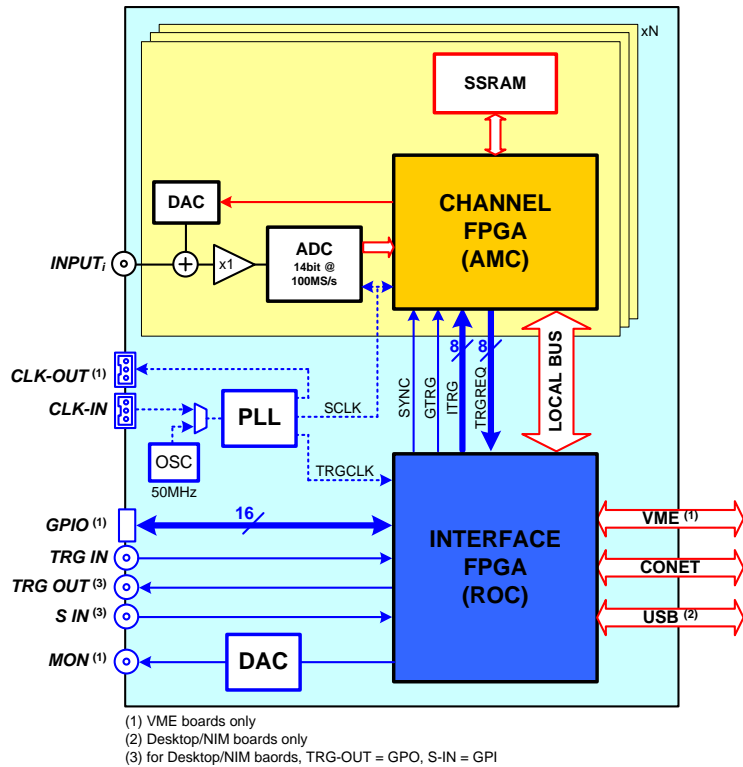 xN
SSRAM
DAC
CHANNEL
FPGA
(AMC)
ADC
14bit @
100MS/s
INPUTi
x1
CLK-OUT (1)
CLK-IN
PLL
SCLK
OSC
50MHz
TRGCLK
SYNC
GTRG
ITRG
8
TRGREQ
8
LOCAL BUS
GPIO (1)
16
TRG IN
TRG OUT (3)
S IN (3)
MON (1)
DAC
INTERFACE
FPGA
(ROC)
VME (1)
CONET
USB (2)
(1) VME boards only
(2) Desktop/NIM boards only
(3) for Desktop/NIM baords, TRG-OUT = GPO, S-IN = GPI